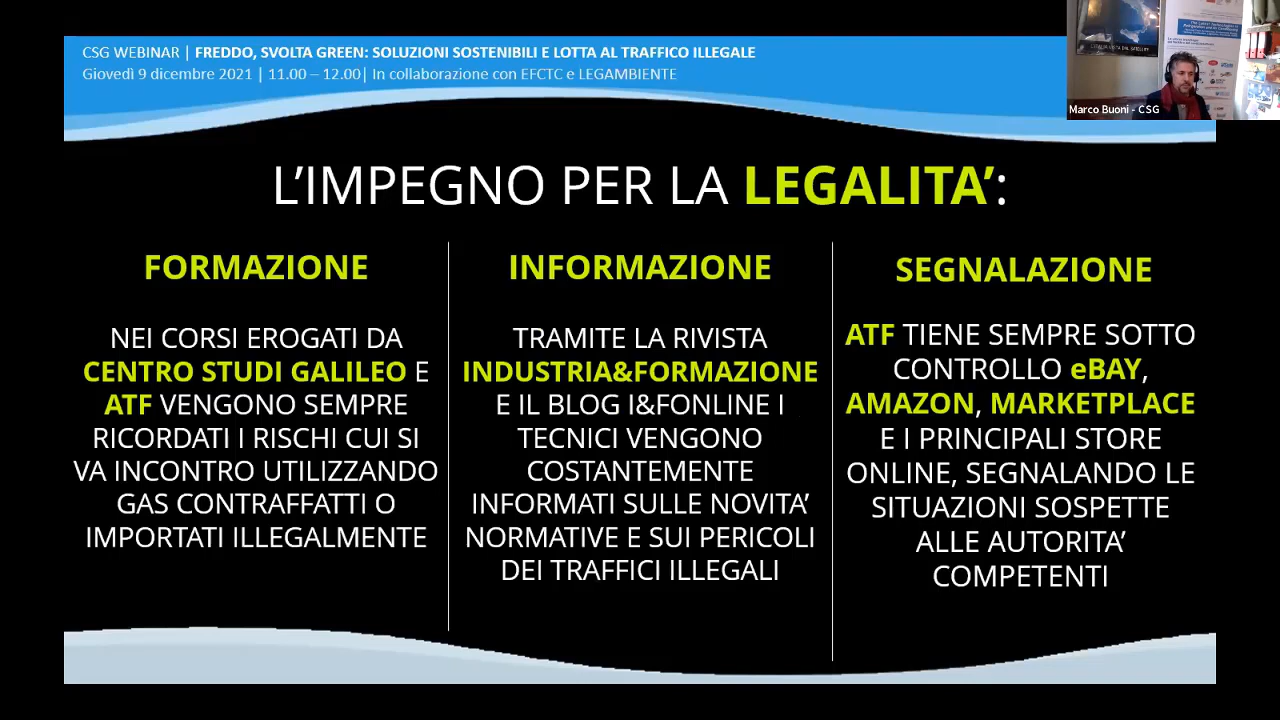 CSG WEBINAR | FREDDO, SVOLTA GREEN: SOLUZIONI SOSTENIBILI E LOTTA AL TRAFFICO ILLEGALE
Giovedì 9 dicembre 2021 | 11.00 – 12.00| In collaborazione con EFCTC e LEGAMBIENTE
Marco Buoni - CSG
L'IMPEGNO PER LA LEGALITA':
FORMAZIONE
NEI CORSI EROGATI DA
CENTRO STUDI GALILEO E
ATF VENGONO SEMPRE
RICORDATI I RISCHI CUI SI
VA INCONTRO UTILIZZANDO
GAS CONTRAFFATTI O
IMPORTATI ILLEGALMENTE
INFORMAZIONE
TRAMITE LA RIVISTA
INDUSTRIA&FORMAZIONE
E IL BLOG I&FONLINE I
TECNICI VENGONO
COSTANTEMENTE
INFORMATI SULLE NOVITA'
NORMATIVE E SUI PERICOLI
DEI TRAFFICI ILLEGALI
SEGNALAZIONE
ATF TIENE SEMPRE SOTTO
CONTROLLO eBAY,
AMAZON, MARKETPLACE
E I PRINCIPALI STORE
ONLINE, SEGNALANDO LE
SITUAZIONI SOSPETTE
ALLE AUTORITA'
COMPETENTI